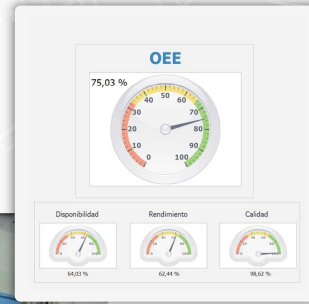 OEE
75,03 %
0 10 20 30 40 50 60 70 80 90 100
Disponibilidad Rendimiento Calidad
64,03 % 62,44 % 98,62 %